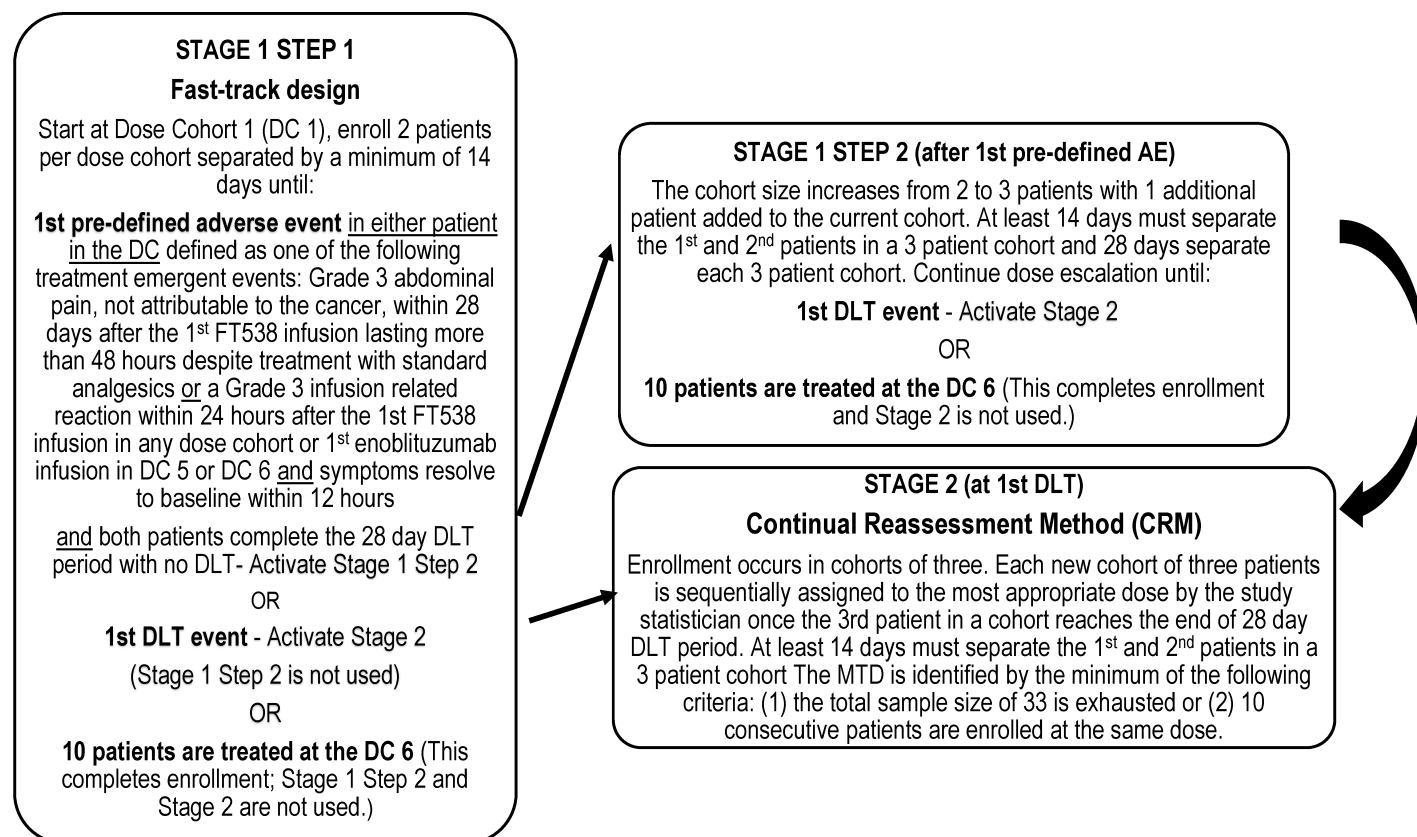 STAGE 1 STEP 1
Fast-track design
Start at Dose Cohort 1 (DC 1), enroll 2 patients
per dose cohort separated by a minimum of 14
days until:
1st pre-defined adverse event in either patient
in the DC defined as one of the following
treatment emergent events: Grade 3 abdominal
pain, not attributable to the cancer, within 28
days after the 1st FT538 infusion lasting more
than 48 hours despite treatment with standard
analgesics or a Grade 3 infusion related
reaction within 24 hours after the 1st FT538
infusion in any dose cohort or 1st enoblituzumab
infusion in DC 5 or DC 6 and symptoms resolve
to baseline within 12 hours
and both patients complete the 28 day DLT
period with no DLT- Activate Stage 1 Step 2
OR
1st DLT event - Activate Stage 2
(Stage 1 Step 2 is not used)
OR
10 patients are treated at the DC 6 (This
completes enrollment; Stage 1 Step 2 and
Stage 2 are not used.)
STAGE 1 STEP 2 (after 1st pre-defined AE)
The cohort size increases from 2 to 3 patients with 1 additional
patient added to the current cohort. At least 14 days must separate
the 1st and 2nd patients in a 3 patient cohort and 28 days separate
each 3 patient cohort. Continue dose escalation until:
1st DLT event - Activate Stage 2
OR
10 patients are treated at the DC 6 (This completes enrollment
and Stage 2 is not used.)
STAGE 2 (at 1st DLT)
Continual Reassessment Method (CRM)
Enrollment occurs in cohorts of three. Each new cohort of three patients
is sequentially assigned to the most appropriate dose by the study
statistician once the 3rd patient in a cohort reaches the end of 28 day
DLT period. At least 14 days must separate the 1st and 2nd patients in a
3 patient cohort The MTD is identified by the minimum of the following
criteria: (1) the total sample size of 33 is exhausted or (2) 10
consecutive patients are enrolled at the same dose.